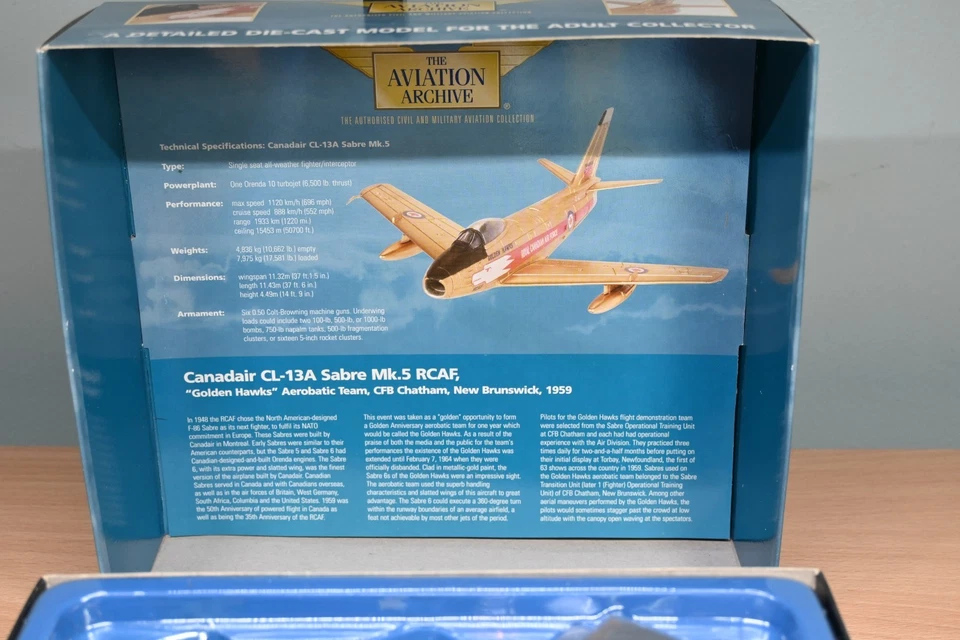 A DETAILED DIE-CAST MODEL FOR THE ADULT COLLECTOR
THE
AVIATION
ARCHIVE
®
THE AUTHORISED CIVIL AND MILITARY AVIATION COLLECTION
Technical Specifications: Canadair CL-13A Sabre Mk.5
Type: Single seat all-weather fighter/interceptor
Powerplant: One Orenda 10 turbojet (6,500 lb. thrust)
Performance: max speed 1120 km/h (696 mph)
cruise speed 888 km/h (552 mph)
range 1933 km (1220 mi.)
ceiling 15453 m (50700 ft.)
Weights: 4,836 kg (10,662 lb.) empty
7,975 kg (17,581 lb.) loaded
Dimensions: wingspan 11.32m (37 ft.1.5 in.)
length 11.43m (37 ft. 6 in.)
height 4.49m (14 ft. 9 in.)
Armament: Six 0.50 Colt-Browning machine guns. Underwing
loads could include two 100-lb, 500-lb, or 1000-lb
bombs, 750-lb napalm tanks, 500-lb fragmentation
clusters, or sixteen 5-inch rocket clusters.
ROYAL CANADIAN AIR FORCE
Canadair CL-13A Sabre Mk.5 RCAF,
"Golden Hawks" Aerobatic Team, CFB Chatham, New Brunswick, 1959
In 1948 the RCAF chose the North American-designed
F-86 Sabre as its next fighter, to fulfil its NATO
commitment in Europe. These Sabres were built by
Canadair in Montreal. Early Sabres were similar to their
American counterparts, but the Sabre 5 and Sabre 6 had
Canadian-designed-and-built Orenda engines. The Sabre
6, with its extra power and slatted wing, was the finest
version of the airplane built by Canadair. Canadian
Sabres served in Canada and with Canadians overseas,
as well as in the air forces of Britain, West Germany,
South Africa, Columbia and the United States. 1959 was
the 50th Anniversary of powered flight in Canada as
well as being the 35th Anniversary of the RCAF.
This event was taken as a "golden" opportunity to form
a Golden Anniversary aerobatic team for one year which
would be called the Golden Hawks. As a result of the
praise of both the media and the public for the team's
performances the existence of the Golden Hawks was
extended until February 7, 1964 when they were
officially disbanded. Clad in metallic-gold paint, the
Sabre 6s of the Golden Hawks were an impressive sight.
The aerobatic team used the superb handling
characteristics and slatted wings of this aircraft to great
advantage. The Sabre 6 could execute a 360-degree turn
within the runway boundaries of an average airfield, a
feat not achievable by most other jets of the period.
Pilots for the Golden Hawks flight demonstration team
were selected from the Sabre Operational Training Unit
at CFB Chatham and each had had operational
experience with the Air Division. They practiced three
times daily for two-and-a-half months before putting on
their initial display at Torbay, Newfoundland, the first of
63 shows across the country in 1959. Sabres used on
the Golden Hawks aerobatic team belonged to the Sabre
Transition Unit (later 1 (Fighter) Operational Training
Unit) of CFB Chatham, New Brunswick. Among other
aerial maneuvers performed by the Golden Hawks, the
pilots would sometimes stagger past the crowd at low
altitude with the canopy open waving at the spectators.